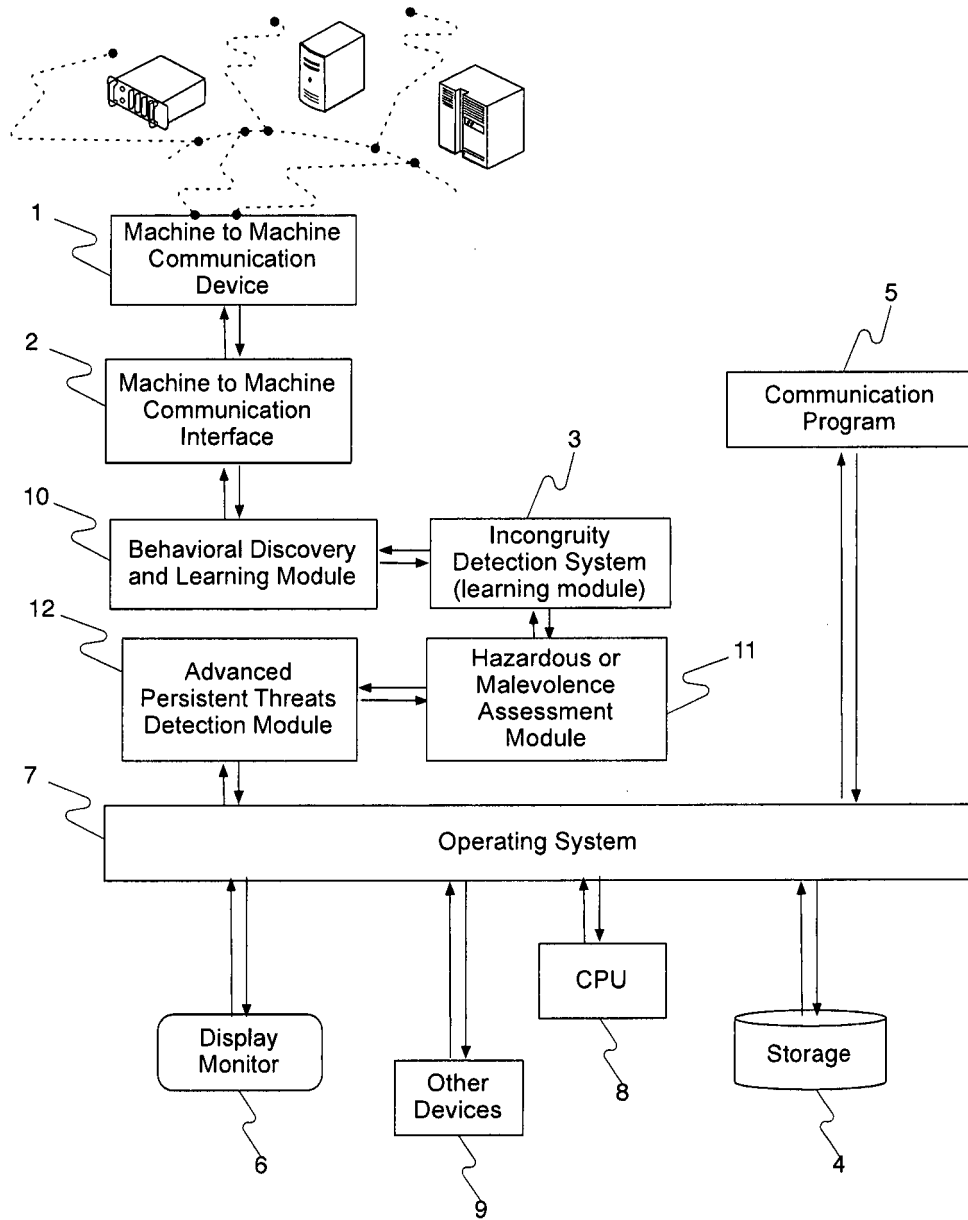 1
Machine to Machine
Communication
Device
2
Machine to Machine
Communication
Interface
5
Communication
Program
3
10
Behavioral Discovery
and Learning Module
Incongruity
Detection System
(learning module)
12
Advanced
Persistent Threats
Detection Module
Hazardous or
Malevolence
Assessment
Module
11
7
Operating System
Display
Monitor
6
Other
Devices
9
CPU
8
Storage
4